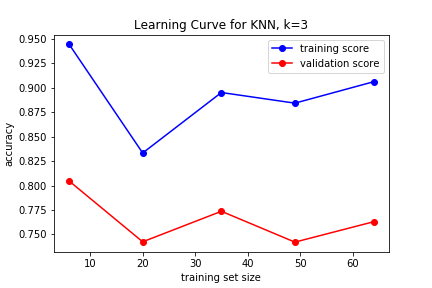 Learning Curve for KNN, k=3
training score
validation score
0.950
0.925
0.900
0.875
0.850
0.825
0.800
0.775
0.750
accuracy
10 20 30 40 50 60
training set size